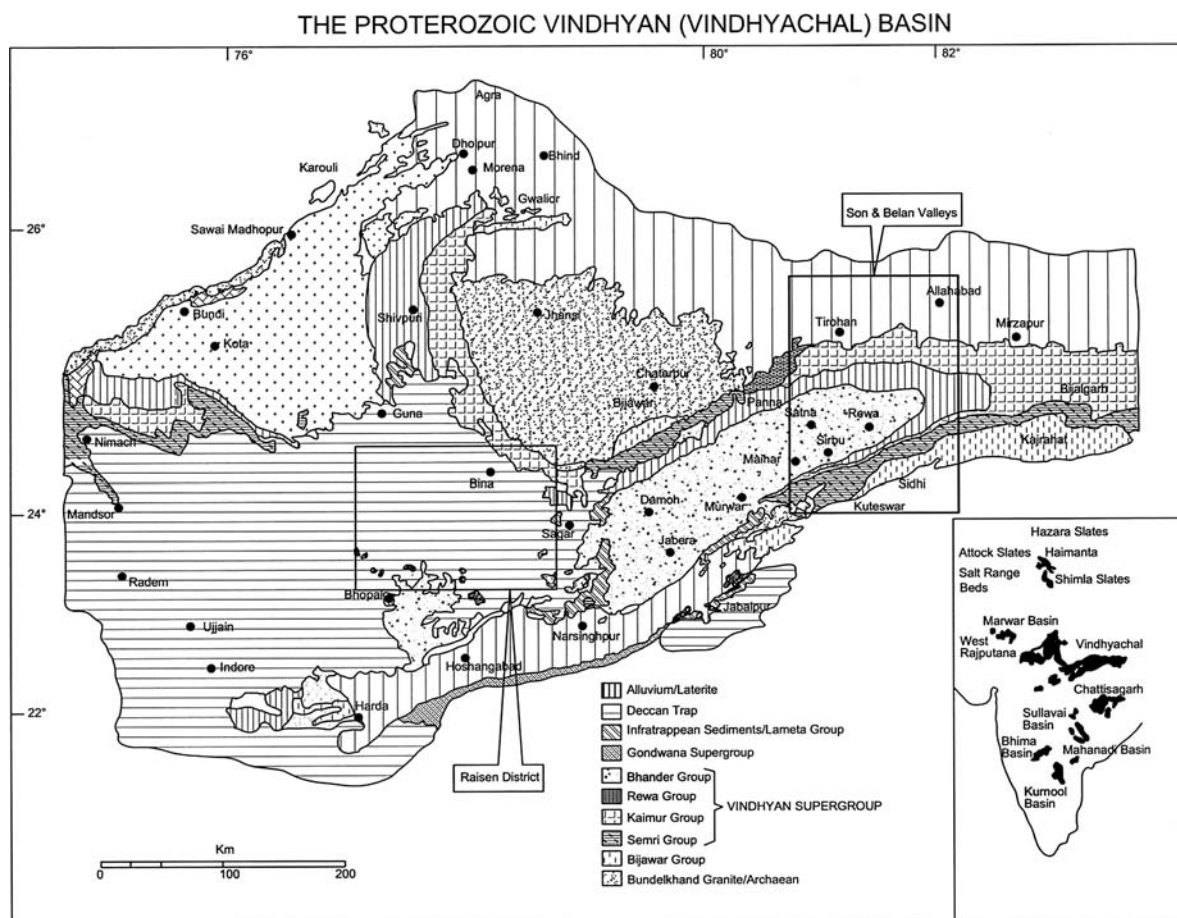 THE PROTEROZOIC VINDHYAN (VINDHYACHAL) BASIN
76°
80°
82°
Agra
Dholpur
Bhind
Karouli
Morena
Gwalior
Son & Belan Valleys
26°
Sawai Madhopur
Allahabad
Bundi
Shivpuri
Jhansi
Tirohan
Mirzapur
Kota
Chatarpur
Bijalgarh
Bijawar
Panna
Guna
Satna
Rewa
Nimach
Sirbu
Kajrahat
Maihar
Bina
Sidhi
Mandsor
Damoh
Murwar
Kuteswar
24°
Sagar
Jabera
Radem
Bhopal
Jabalpur
Ujjain
Narsinghpur
Indore
Hoshangabad
Harda
22°
Raisen District
Alluvium/Laterite
Deccan Trap
Infratrappean Sediments/Lameta Group
Gondwana Supergroup
Bhander Group
Rewa Group
VINDHYAN SUPERGROUP
Kaimur Group
Semri Group
Bijawar Group
Bundelkhand Granite/Archaean
Km
0 100 200
Hazara Slates
Attock Slates
Haimanta
Salt Range
Beds
Shimla Slates
Marwar Basin
West
Rajputana
Vindhyachal
Chattisagarh
Sullavai
Basin
Bhima
Basin
Mahanadi Basin
Kurnool
Basin